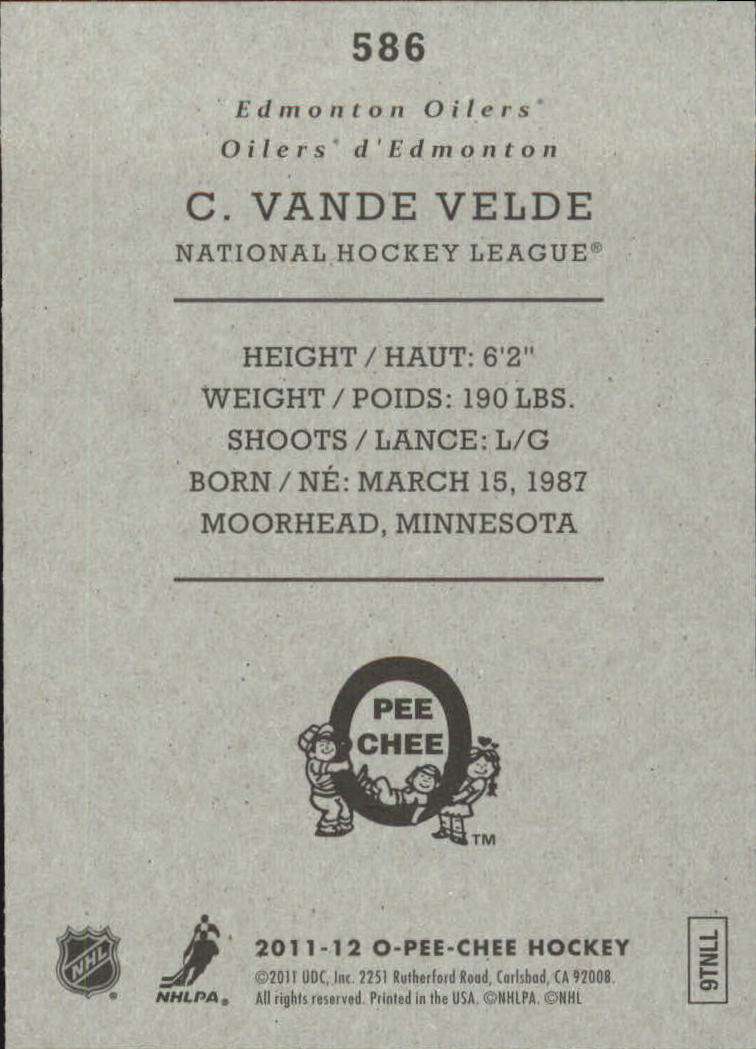 586
Edmonton Oilers®
Oilers® d'Edmonton
C. VANDE VELDE
NATIONAL HOCKEY LEAGUE®
HEIGHT / HAUT: 6'2"
WEIGHT / POIDS: 190 LBS.
SHOOTS / LANCE: L/G
BORN / NÉ: MARCH 15, 1987
MOORHEAD, MINNESOTA
PEE
CHEE
TM
NHL®
NHLPA®
2011-12 O-PEE-CHEE HOCKEY
©2011 UDC, Inc. 2251 Rutherford Road, Carlsbad, CA 92008.
All rights reserved. Printed in the USA. ©NHLPA. ©NHL
9TNLL